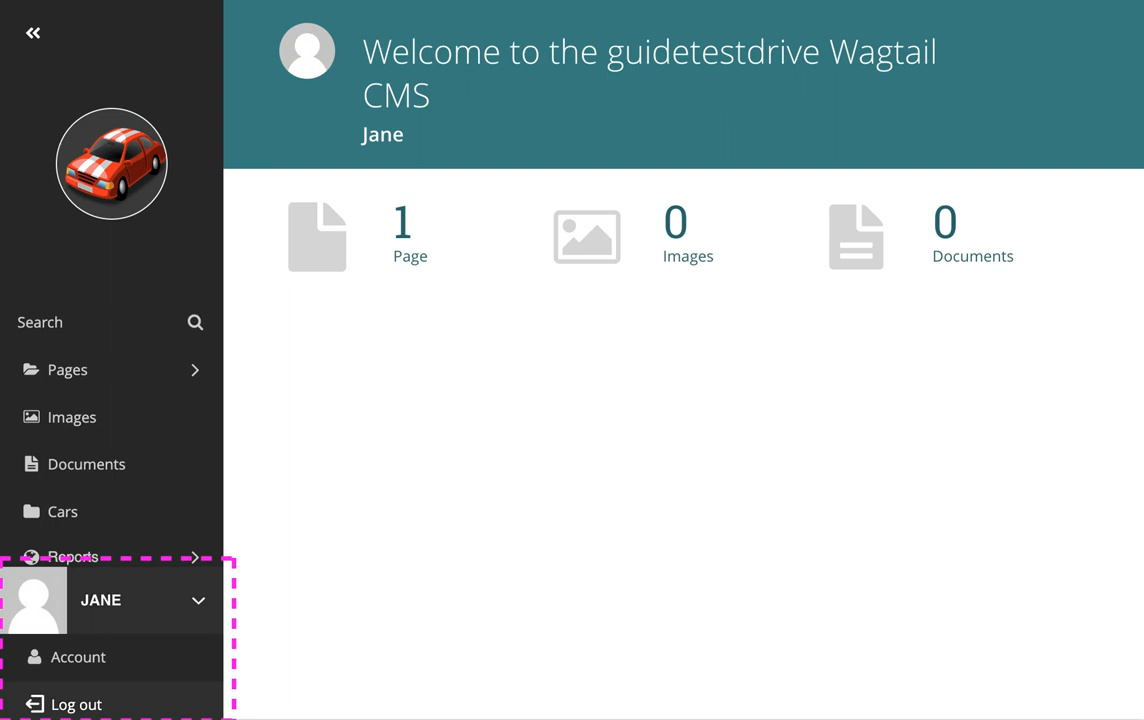 Welcome to the guidetestdrive Wagtail
CMS
Jane
1
Page
0
Images
0
Documents
Search
Pages
Images
Documents
Cars
Reports
JANE
Account
Log out